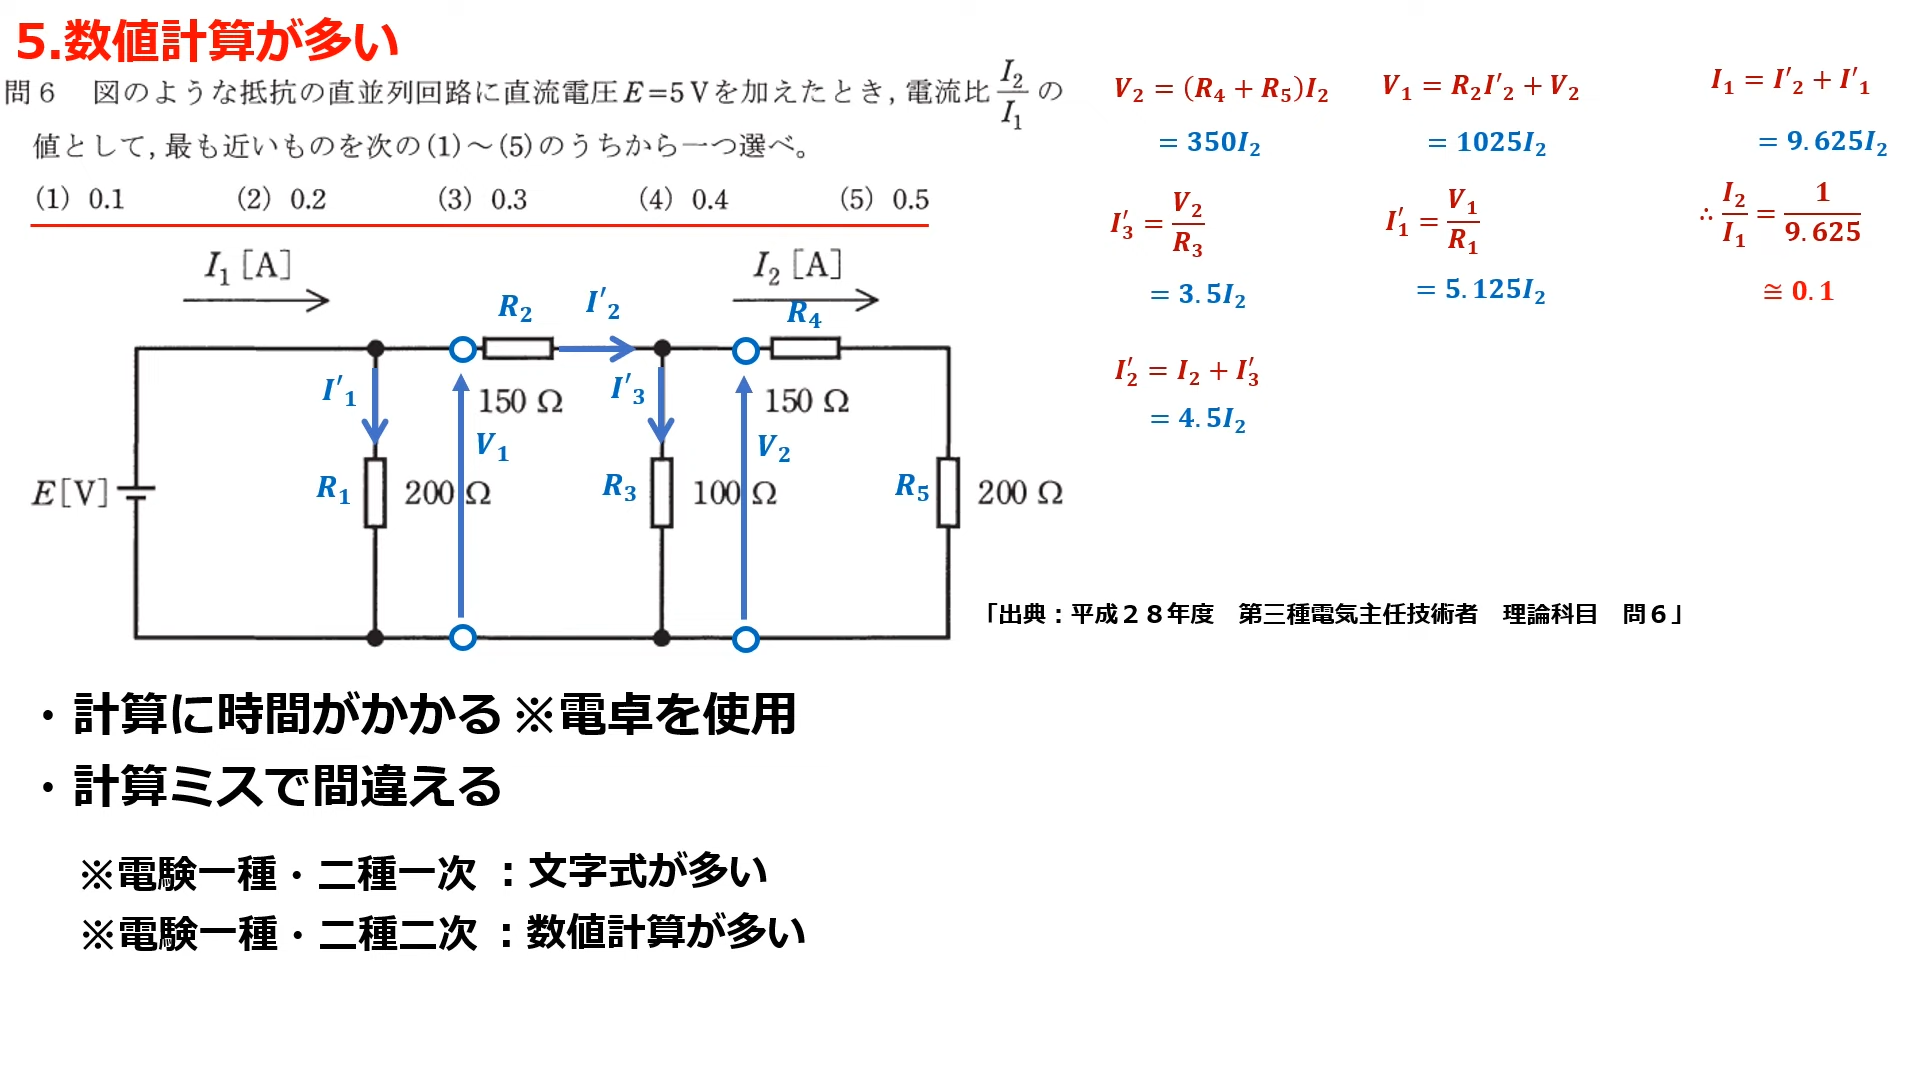 5.数値計算が多い
問６　図のような抵抗の直並列回路に直流電圧E=5Vを加えたとき,電流比 I₂/I₁ の
値として,最も近いものを次の(1)～(5)のうちから一つ選べ。
(1) 0.1　(2) 0.2　(3) 0.3　(4) 0.4　(5) 0.5
I₁ [A]　I₂ [A]
R₂　I′₂　R₄
I′₁　150 Ω　I′₃　150 Ω
V₁　V₂
E[V]　R₁　200 Ω　R₃　100 Ω　R₅　200 Ω
V₂ = (R₄ + R₅)I₂
= 350I₂
I′₃ = V₂/R₃
= 3.5I₂
I′₂ = I₂ + I′₃
= 4.5I₂
V₁ = R₂I′₂ + V₂
= 1025I₂
I′₁ = V₁/R₁
= 5.125I₂
I₁ = I′₂ + I′₁
= 9.625I₂
∴ I₂/I₁ = 1/9.625
≅ 0.1
「出典：平成２８年度　第三種電気主任技術者　理論科目　問６」
・計算に時間がかかる ※電卓を使用
・計算ミスで間違える
※電験一種・二種一次 ：文字式が多い
※電験一種・二種二次 ：数値計算が多い